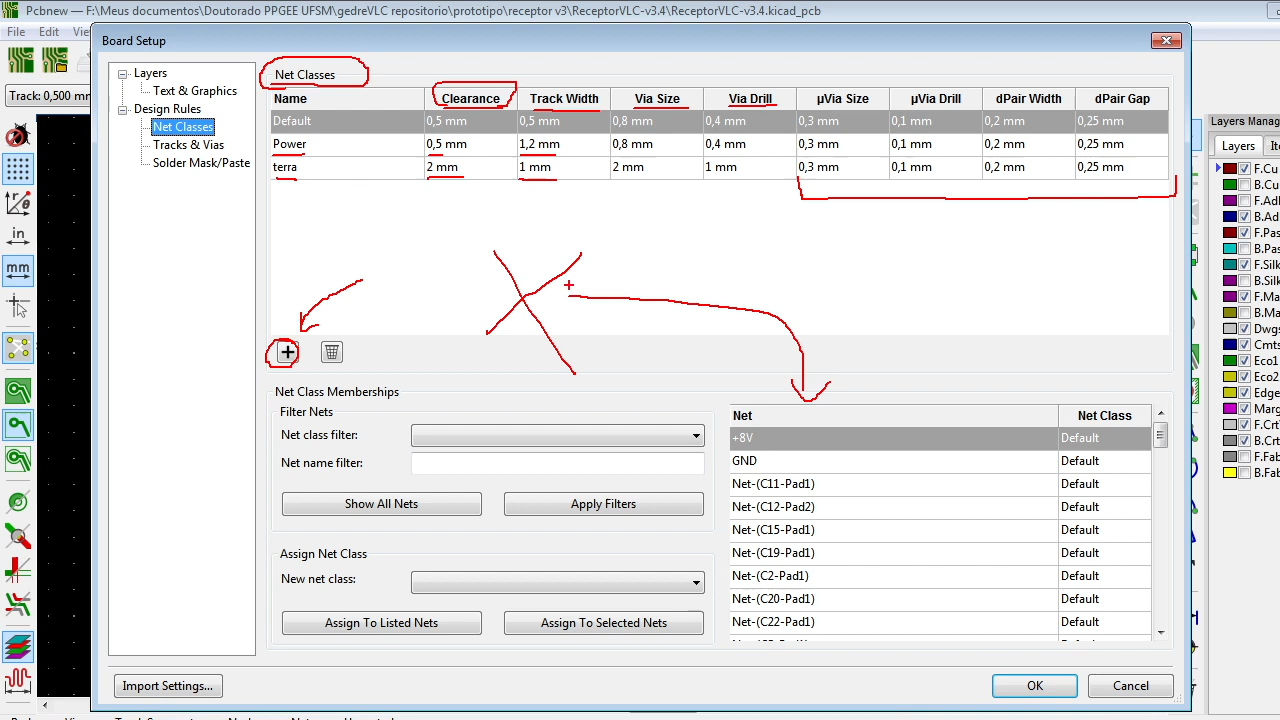 Pcbnew — F:\Meus documentos\Doutorado PPGEE UFSM\gedreVLC repositorio\prototipo\receptor v3\ReceptorVLC-v3.4\ReceptorVLC-v3.4.kicad_pcb
File Edit
Board Setup
Track: 0,500 mm
Layers
Text & Graphics
Design Rules
Net Classes
Tracks & Vias
Solder Mask/Paste
Net Classes
Name Clearance Track Width Via Size Via Drill µVia Size µVia Drill dPair Width dPair Gap
Default 0,5 mm 0,5 mm 0,8 mm 0,4 mm 0,3 mm 0,1 mm 0,2 mm 0,25 mm
Power 0,5 mm 1,2 mm 0,8 mm 0,4 mm 0,3 mm 0,1 mm 0,2 mm 0,25 mm
terra 2 mm 1 mm 2 mm 1 mm 0,3 mm 0,1 mm 0,2 mm 0,25 mm
in
mm
Net Class Memberships
Filter Nets
Net class filter:
Net name filter:
Show All Nets Apply Filters
Assign Net Class
New net class:
Assign To Listed Nets Assign To Selected Nets
Net Net Class
+8V Default
GND Default
Net-(C11-Pad1) Default
Net-(C12-Pad2) Default
Net-(C15-Pad1) Default
Net-(C19-Pad1) Default
Net-(C2-Pad1) Default
Net-(C20-Pad1) Default
Net-(C22-Pad1) Default
Import Settings... OK Cancel
Layers Manag
Layers
F.Cu
B.Cu
F.Adl
B.Ad
F.Pas
B.Pas
F.Silk
B.Silk
F.Ma
B.Ma
Dwg
Cmts
Eco1
Eco2
Edge
Marg
F.CrtY
B.Crt
F.Fab
B.Fab